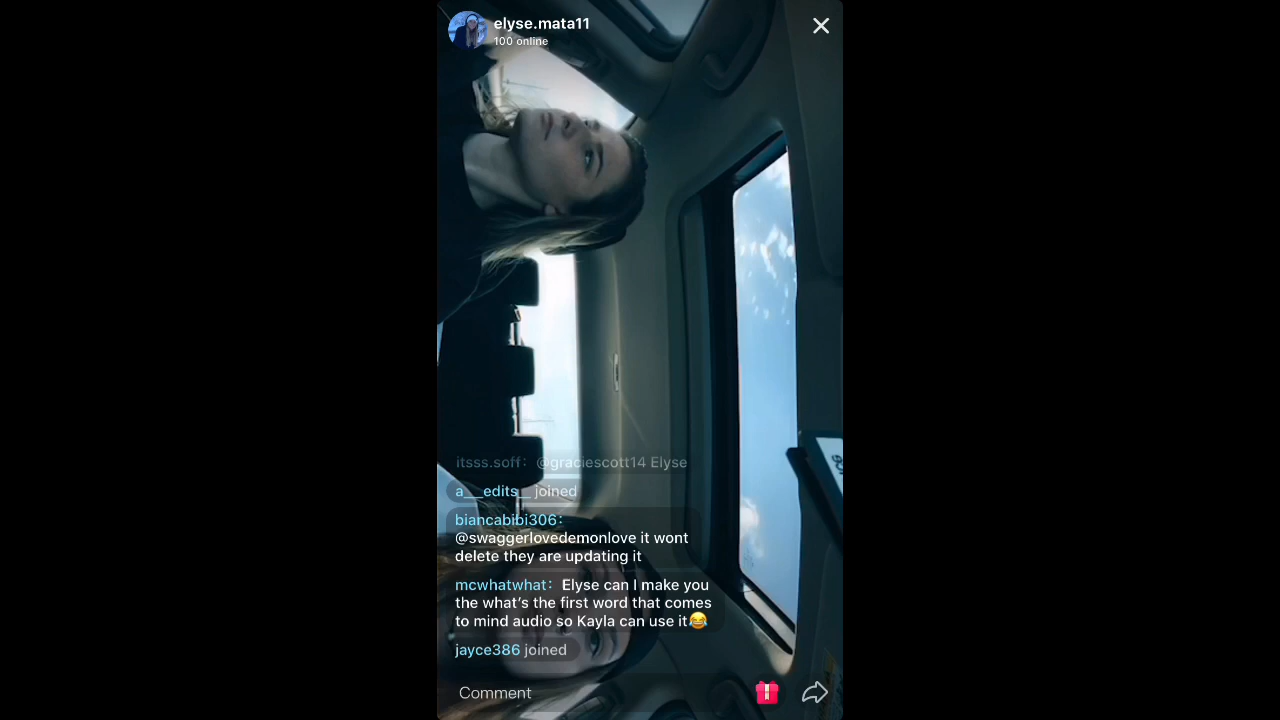 elyse.mata11
100 online
itsss.soff: @graciescott14 Elyse
a__edits__ joined
biancabibi306:
@swaggerlovedemonlove it wont
delete they are updating it
mcwhatwhat: Elyse can I make you
the what's the first word that comes
to mind audio so Kayla can use it😂
jayce386 joined
Comment